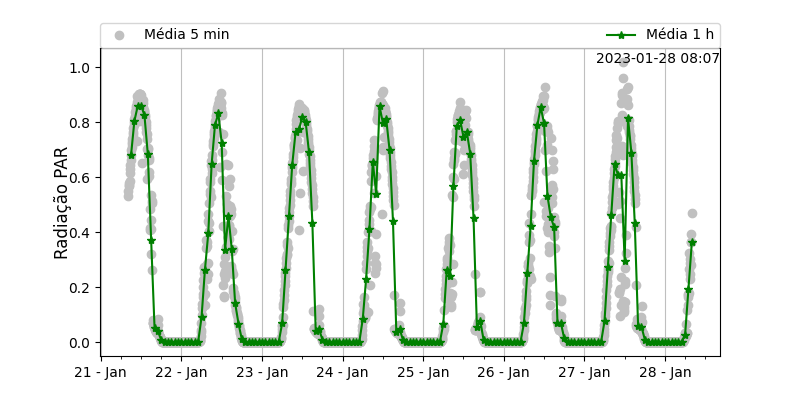 Média 5 min
Média 1 h
2023-01-28 08:07
Radiação PAR
1.0
0.8
0.6
0.4
0.2
0.0
21 - Jan
22 - Jan
23 - Jan
24 - Jan
25 - Jan
26 - Jan
27 - Jan
28 - Jan